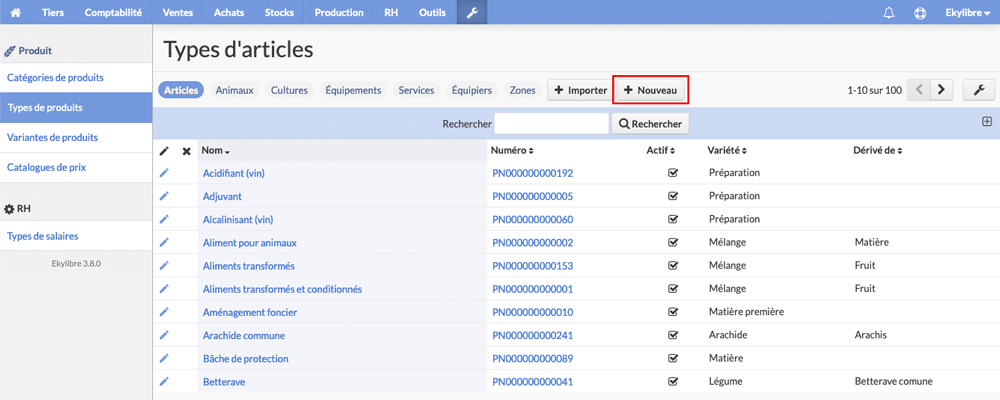 Tiers Comptabilité Ventes Achats Stocks Production RH Outils Ekylibre
Produit
Catégories de produits
Types de produits
Variantes de produits
Catalogues de prix
RH
Types de salaires
Ekylibre 3.8.0
Types d'articles
Articles Animaux Cultures Équipements Services Équipiers Zones Importer Nouveau 1-10 sur 100
Rechercher Rechercher
Nom Numéro Actif Variété Dérivé de
Acidifiant (vin) PN000000000192 Préparation
Adjuvant PN000000000005 Préparation
Alcalinisant (vin) PN000000000060 Préparation
Aliment pour animaux PN000000000002 Mélange Matière
Aliments transformés PN000000000153 Mélange Fruit
Aliments transformés et conditionnés PN000000000001 Mélange Fruit
Aménagement foncier PN000000000010 Matière première
Arachide commune PN000000000241 Arachide Arachis
Bâche de protection PN000000000089 Matière
Betterave PN000000000041 Légume Betterave comune